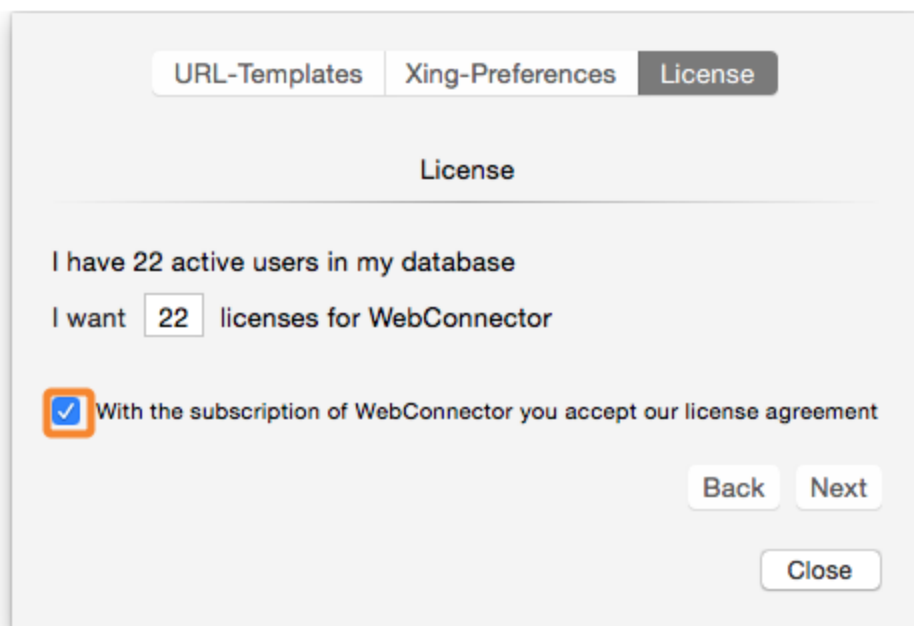 URL-Templates Xing-Preferences License
License
I have 22 active users in my database
I want 22 licenses for WebConnector
With the subscription of WebConnector you accept our license agreement
Back Next
Close